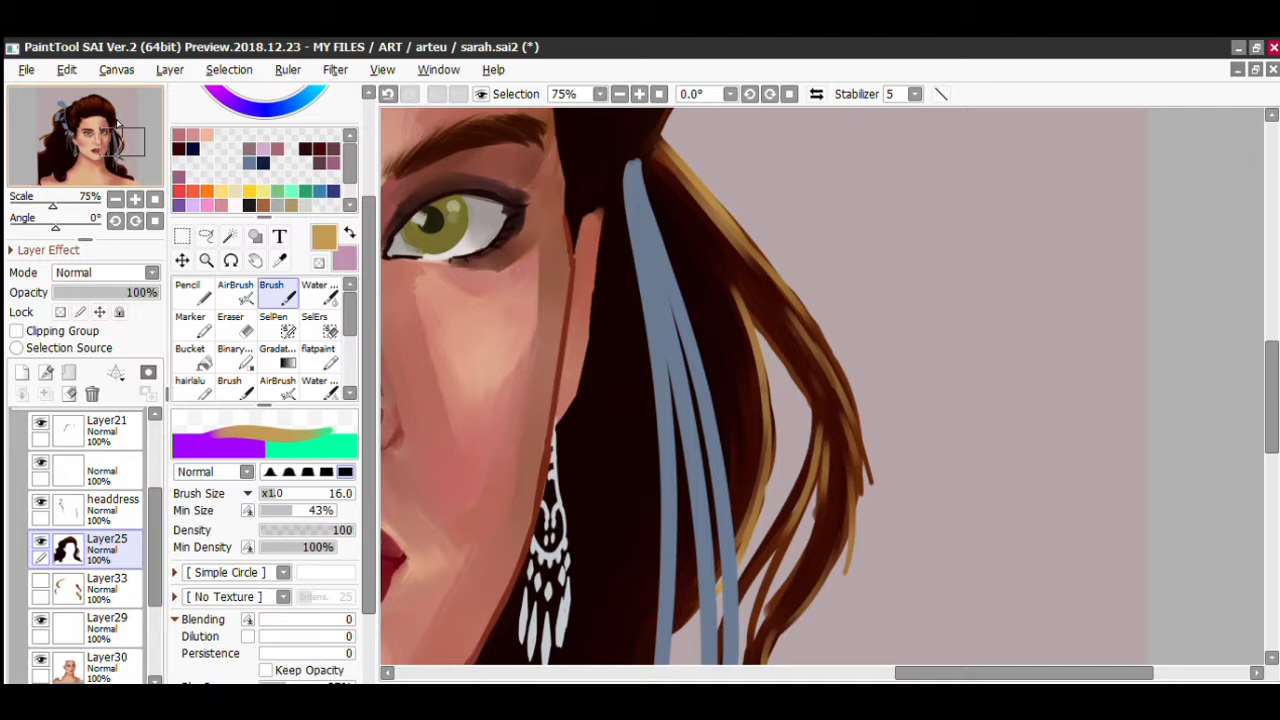 PaintTool SAI Ver.2 (64bit) Preview.2018.12.23 - MY FILES / ART / arteu / sarah.sai2 (*)
File Edit Canvas Layer Selection Ruler Filter View Window Help
Selection 75% 0.0° Stabilizer 5
Scale 75%
Angle 0°
Layer Effect
Mode Normal
Opacity 100%
Lock
Clipping Group
Selection Source
Layer21
Normal
100%
Normal
100%
headdress
Normal
100%
Layer25
Normal
100%
Layer33
Normal
100%
Layer29
Normal
100%
Layer30
Normal
100%
T
Pencil AirBrush Brush Water ...
Marker Eraser SelPen SelErs
Bucket Binary... Gradat... flatpaint
hairlalu Brush AirBrush Water ...
Normal
Brush Size x1.0 16.0
Min Size 43%
Density 100
Min Density 100%
[ Simple Circle ]
[ No Texture ] 25
Blending 0
Dilution 0
Persistence 0
Keep Opacity